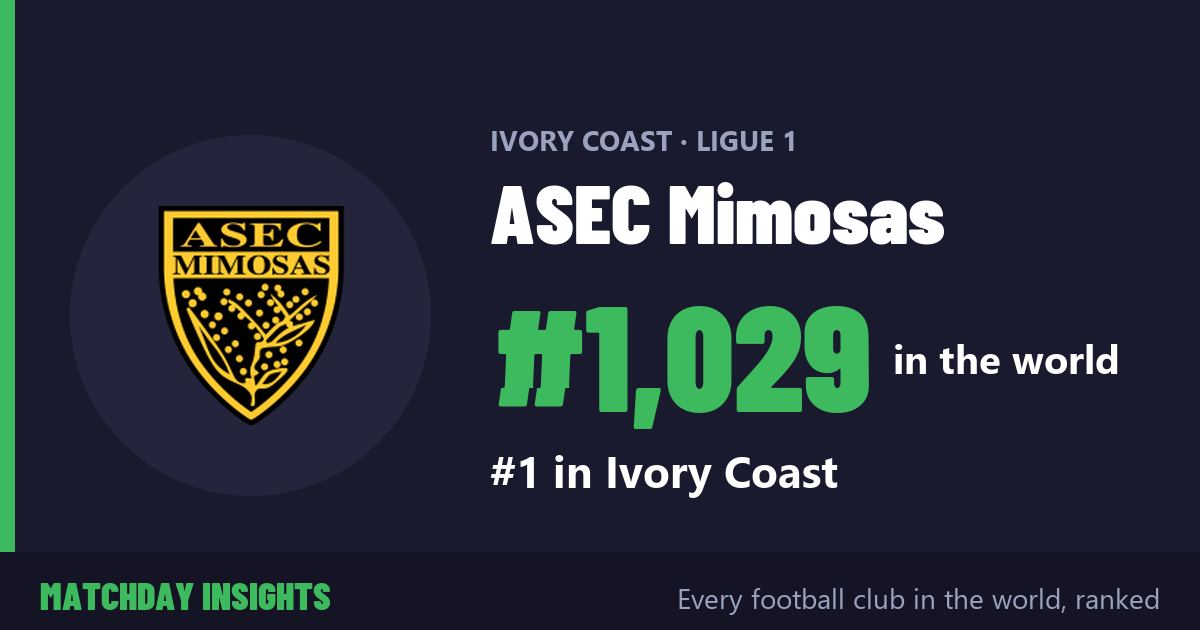 IVORY COAST · LIGUE 1
ASEC Mimosas
ASEC
MIMOSAS
#1,029 in the world
#1 in Ivory Coast
MATCHDAY INSIGHTS
Every football club in the world, ranked